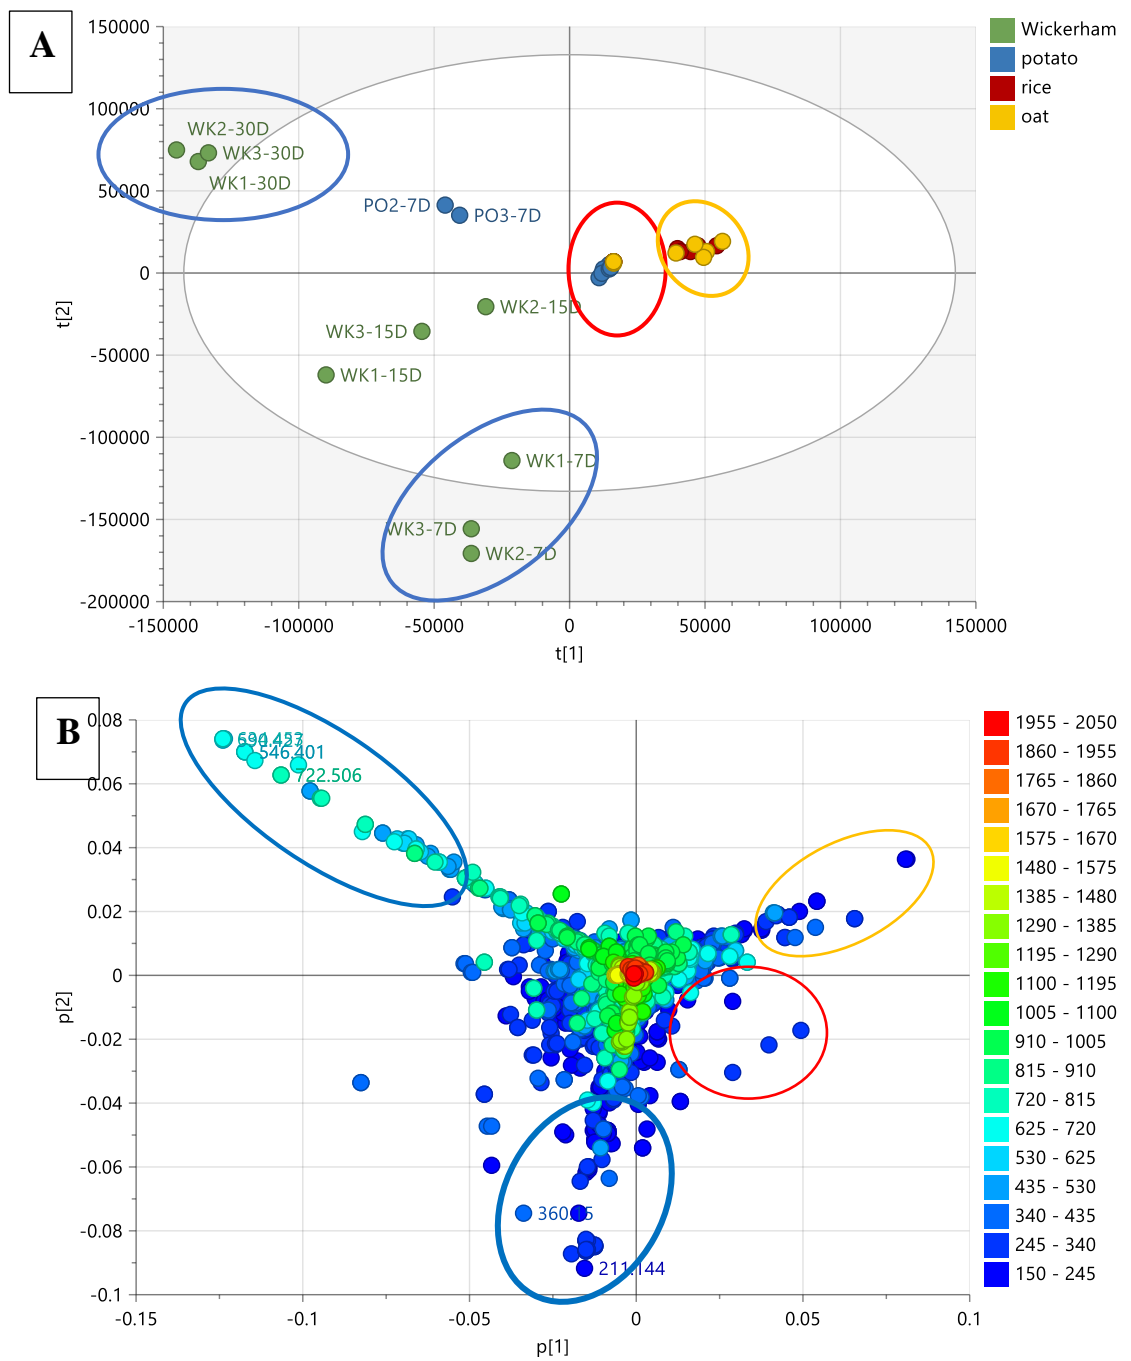 A
150000
100000
50000
0
-50000
-100000
-150000
-200000
t[2]
WK2-30D
WK3-30D
WK1-30D
PO2-7D
PO3-7D
WK2-15D
WK3-15D
WK1-15D
WK1-7D
WK3-7D
WK2-7D
-150000 -100000 -50000 0 50000 100000 150000
t[1]
Wickerham
potato
rice
oat
B
0.08
0.06
0.04
0.02
0
-0.02
-0.04
-0.06
-0.08
-0.1
p[2]
546.401
722.506
211.144
-0.15 -0.1 -0.05 0 0.05 0.1
p[1]
1955 - 2050
1860 - 1955
1765 - 1860
1670 - 1765
1575 - 1670
1480 - 1575
1385 - 1480
1290 - 1385
1195 - 1290
1100 - 1195
1005 - 1100
910 - 1005
815 - 910
720 - 815
625 - 720
530 - 625
435 - 530
340 - 435
245 - 340
150 - 245